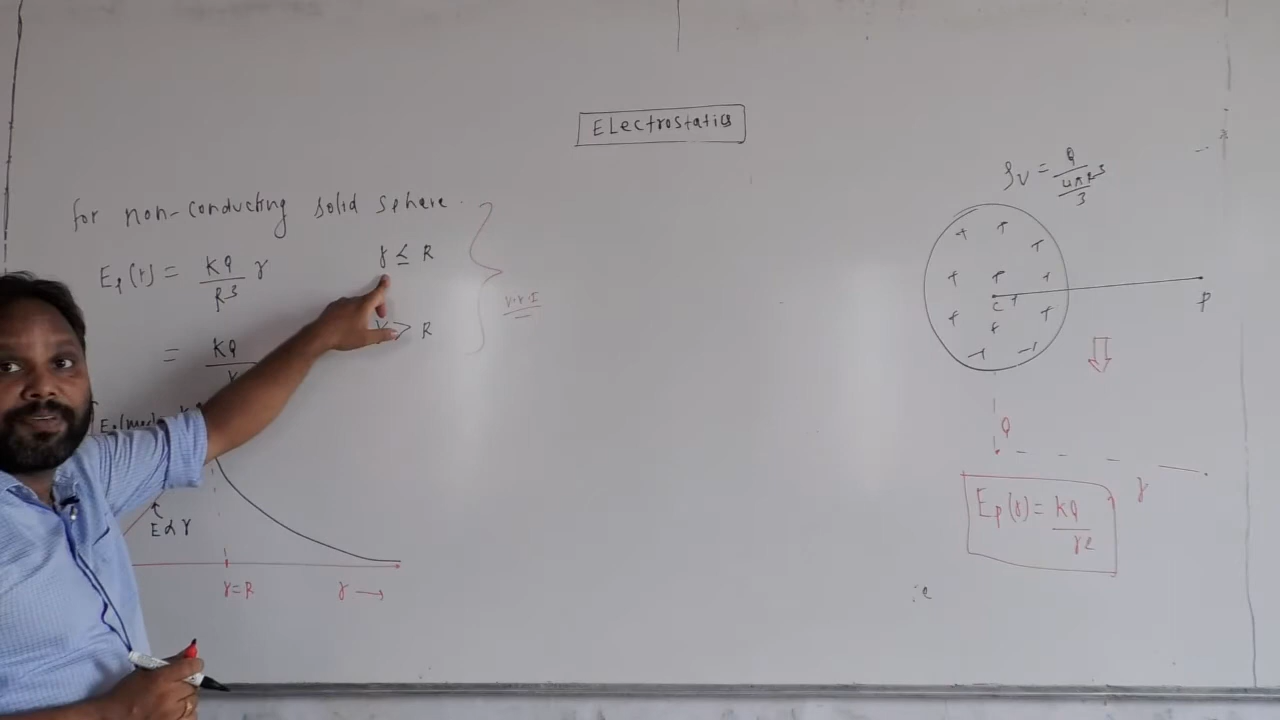 Electrostatics
for non-conducting solid sphere.
Ep(r) = kQ/R³ r    r ≤ R
= kQ/r    r > R
v.v.I
E∝r
r=R    r →
ρv = Q/(4πR³/3)
+ + + + + + + + + + + +
C
P
Q
r
Ep(r) = kQ/r2